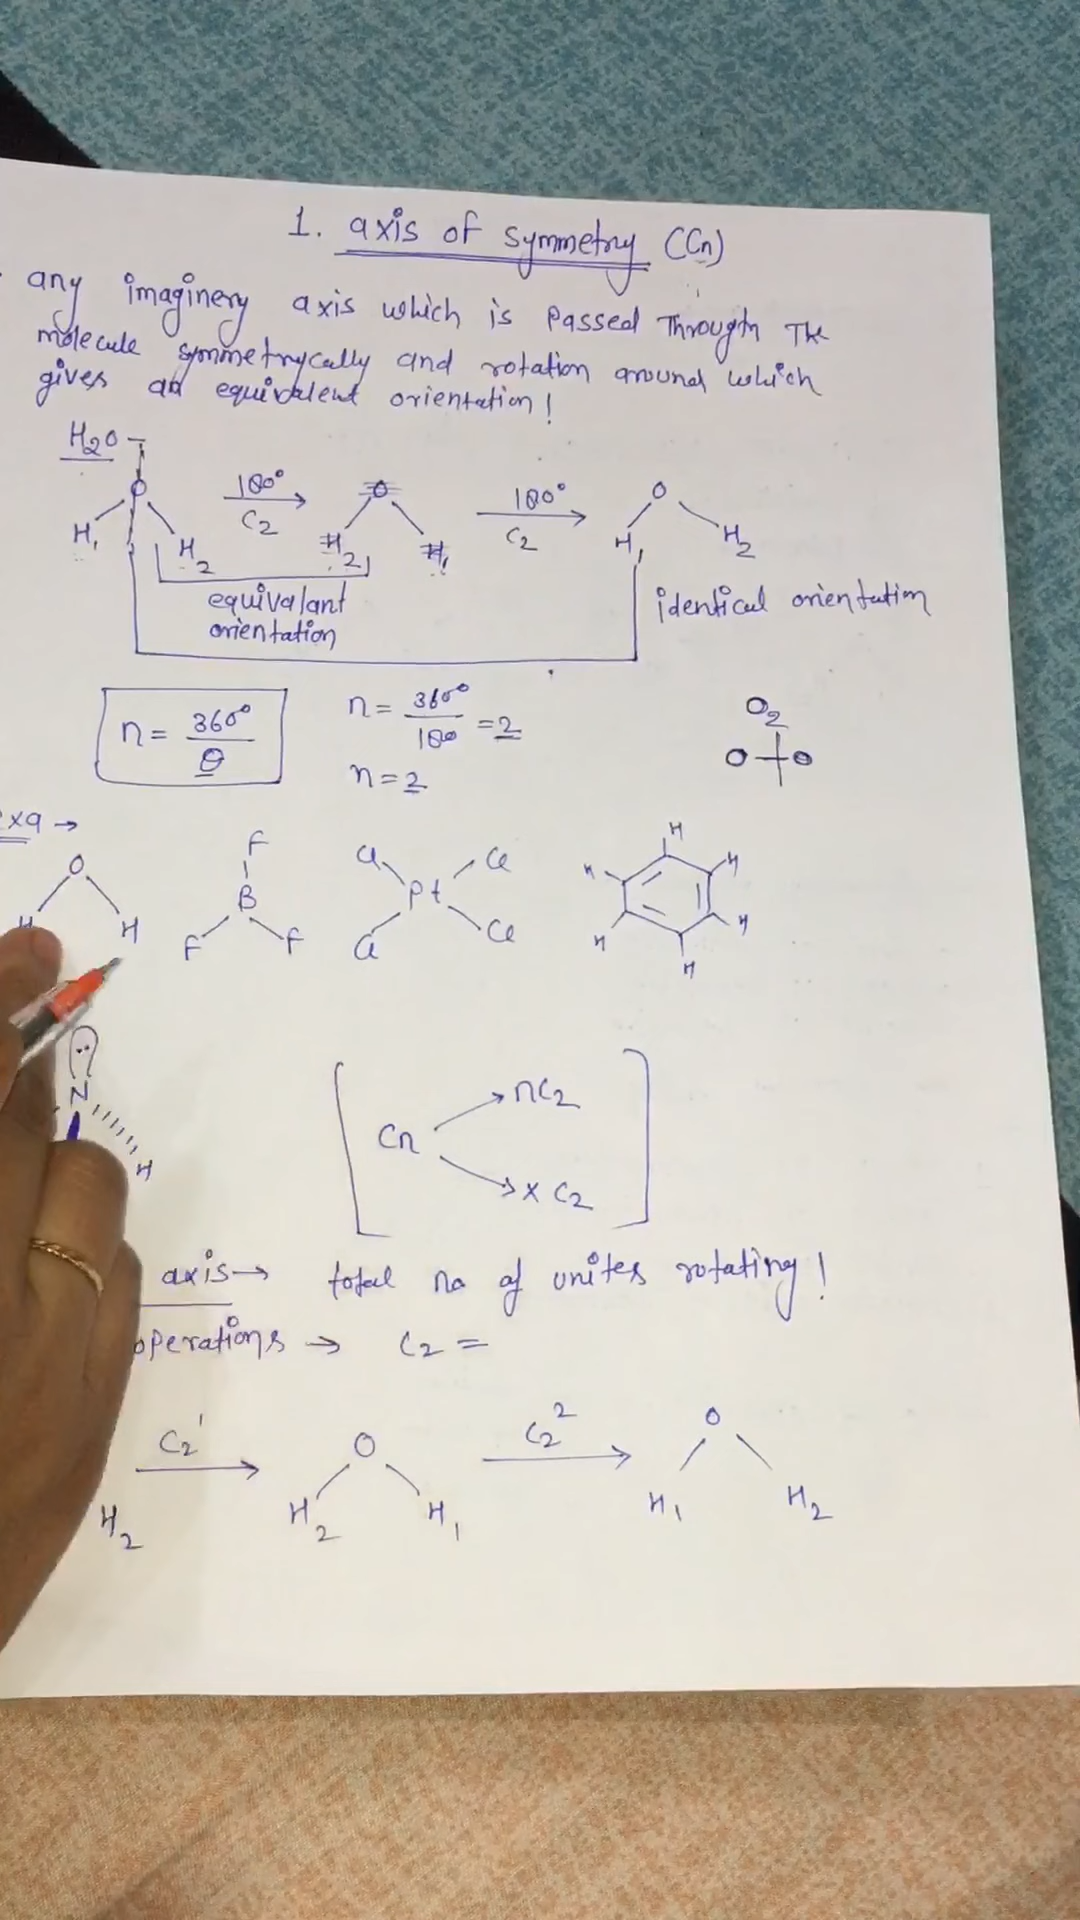 1. axis of symmetry (Cn)
any imaginery axis which is passed Through The
molecule symmetrycally and rotation around which
gives an equivalent orientation!
H2O
O 180° O 180° O
H1 H2 C2 H2 H1 C2 H1 H2
equivalant
orientation
identical orientation
n = 360° / θ
n = 360° / 180 = 2
n = 2
O2
O O
Exa →
O
H H
F
B
F F
Cl Cl
Pt
Cl Cl
H
H H
H H
H
N
H
Cn → nC2
→ x C2
axis → total no of unites rotating!
operations → C2 =
C2^1 O C2^2 O
H2 H2 H1 H1 H2